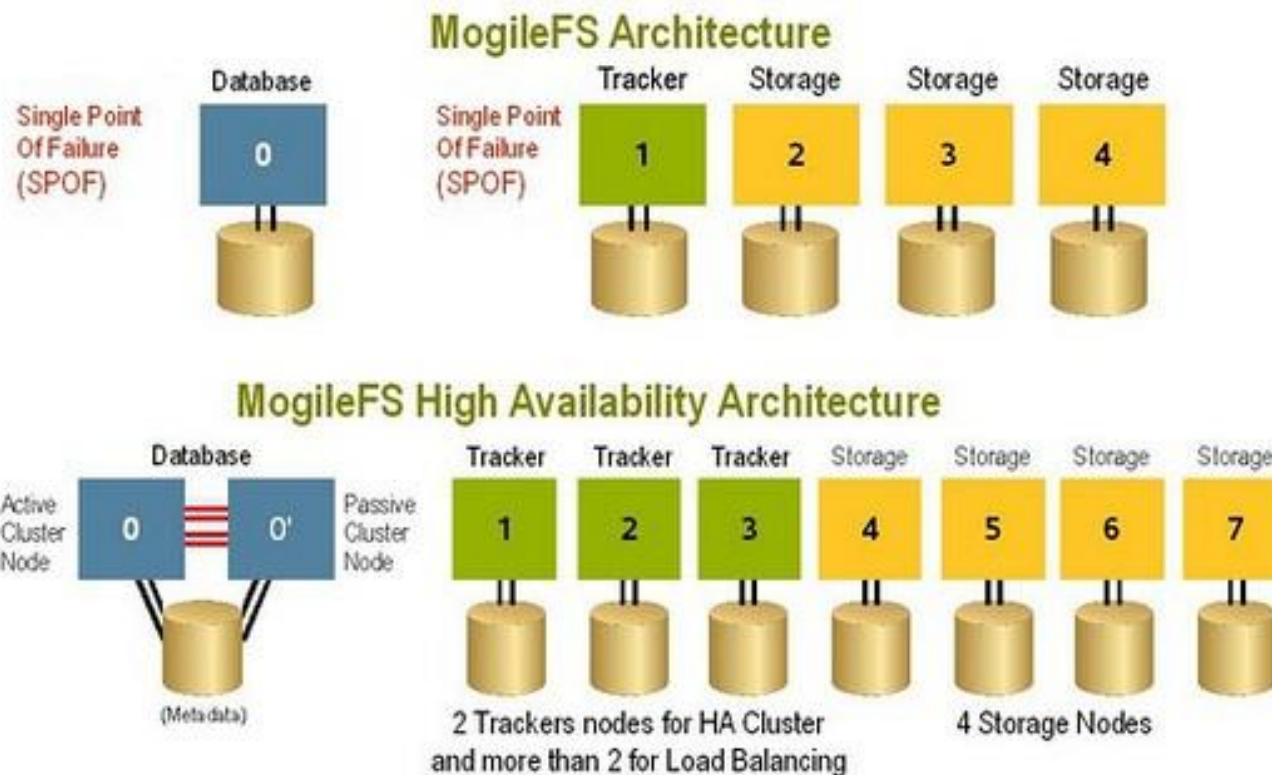 MogileFS Architecture
Database
Tracker
Storage
Storage
Storage
Single Point
Of Failure
(SPOF)
0
Single Point
Of Failure
(SPOF)
1
2
3
4
MogileFS High Availability Architecture
Database
Tracker
Tracker
Tracker
Storage
Storage
Storage
Storage
Active
Cluster
Node
0
0'
Passive
Cluster
Node
1
2
3
4
5
6
7
(Metadata)
2 Trackers nodes for HA Cluster
and more than 2 for Load Balancing
4 Storage Nodes